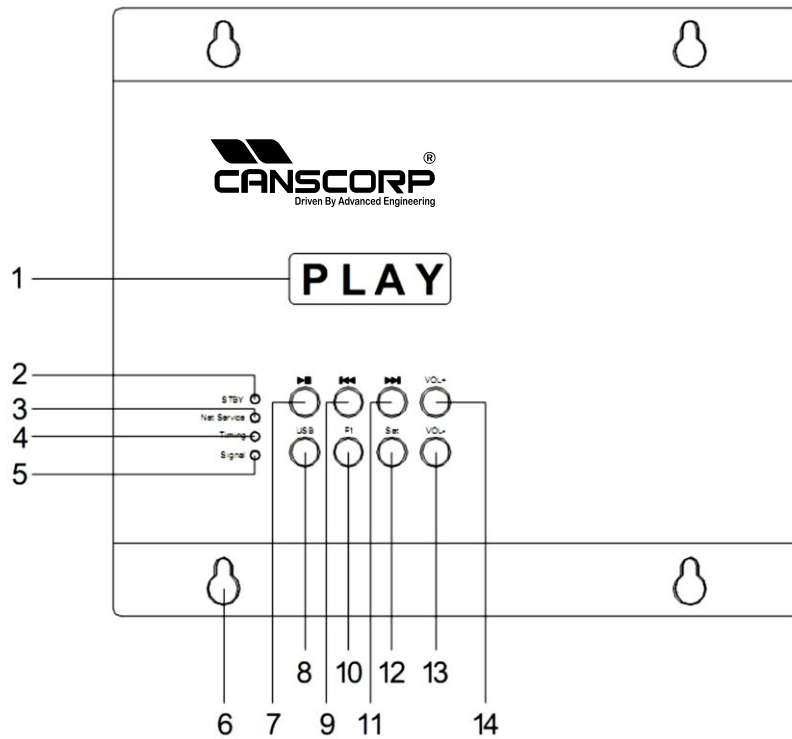 ®
CANSCORP
Driven By Advanced Engineering
1
PLAY
2
STBY
VOL+
3
Net Service
4
Timing
USB
F1
Set
VOL-
5
Signal
8 10 12 13
6 7 9 11 14